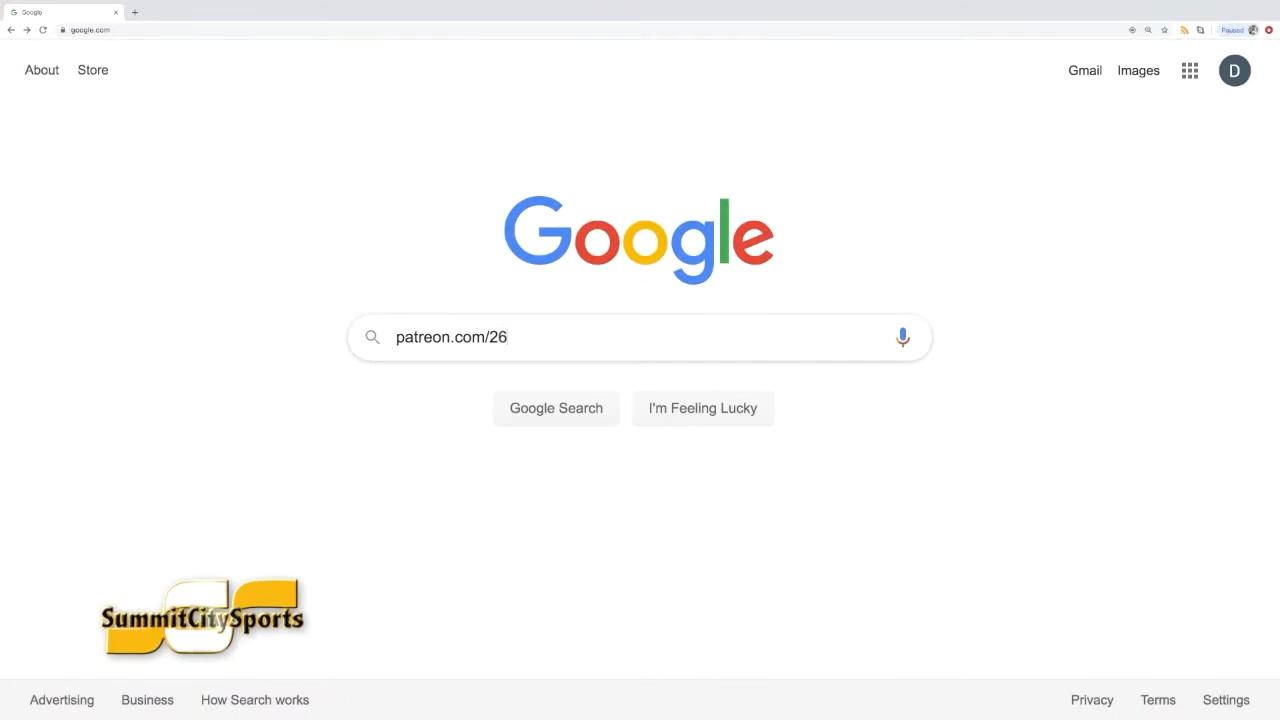 Google
google.com
Paused
About Store
Gmail Images
D
Google
patreon.com/26
Google Search
I'm Feeling Lucky
SummitCitySports
Advertising Business How Search works
Privacy Terms Settings